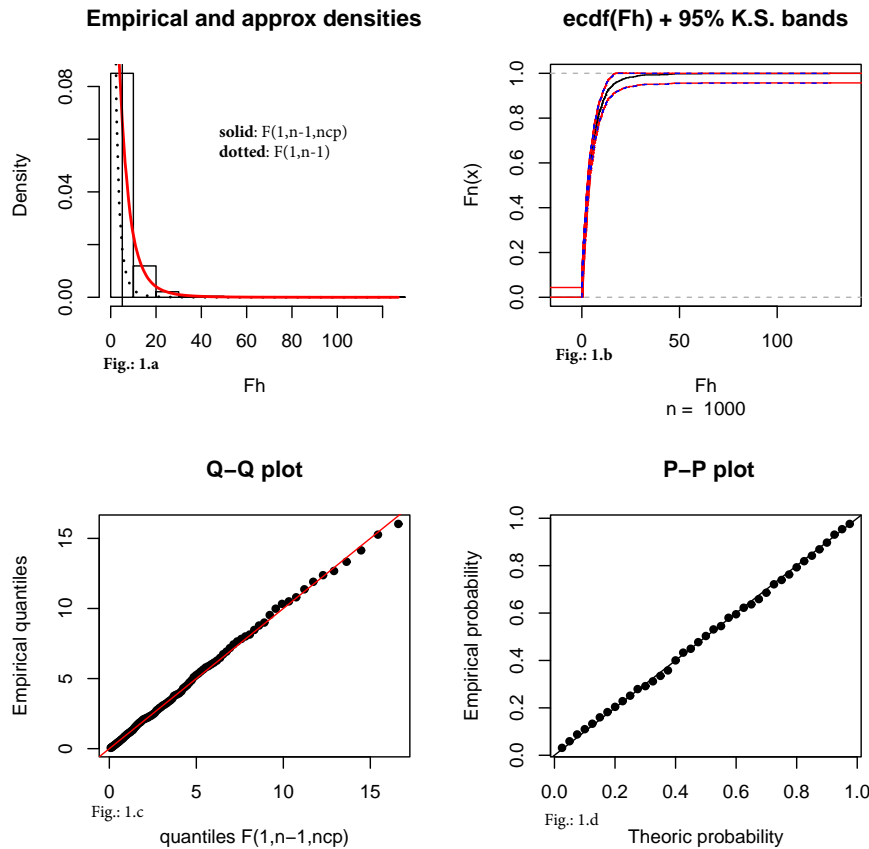 Empirical and approx densities
Density
0.00
0.04
0.08
solid: F(1,n-1,ncp)
dotted: F(1,n-1)
0 20 40 60 80 100
Fig.: 1.a
Fh
ecdf(Fh) + 95% K.S. bands
Fn(x)
0.0 0.2 0.4 0.6 0.8 1.0
0 50 100
Fig.: 1.b
Fh
n = 1000
Q−Q plot
Empirical quantiles
0 5 10 15
0 5 10 15
Fig.: 1.c
quantiles F(1,n−1,ncp)
P−P plot
Empirical probability
0.0 0.2 0.4 0.6 0.8 1.0
0.0 0.2 0.4 0.6 0.8 1.0
Fig.: 1.d
Theoric probability